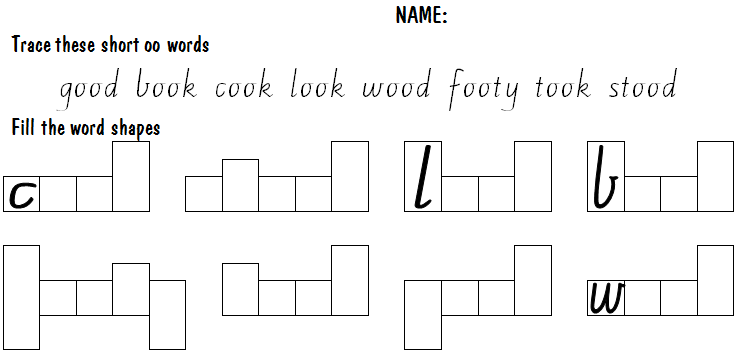 NAME:
Trace these short oo words
good book cook look wood footy took stood
Fill the word shapes
c l b
w